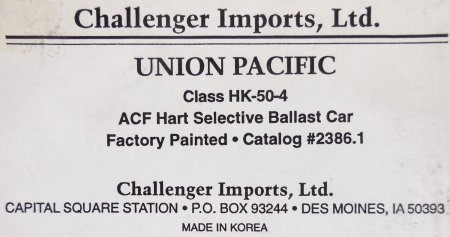 Challenger Imports, Ltd.
UNION PACIFIC
Class HK-50-4
ACF Hart Selective Ballast Car
Factory Painted • Catalog #2386.1
Challenger Imports, Ltd.
CAPITAL SQUARE STATION • P.O. BOX 93244 • DES MOINES, IA 50393
MADE IN KOREA